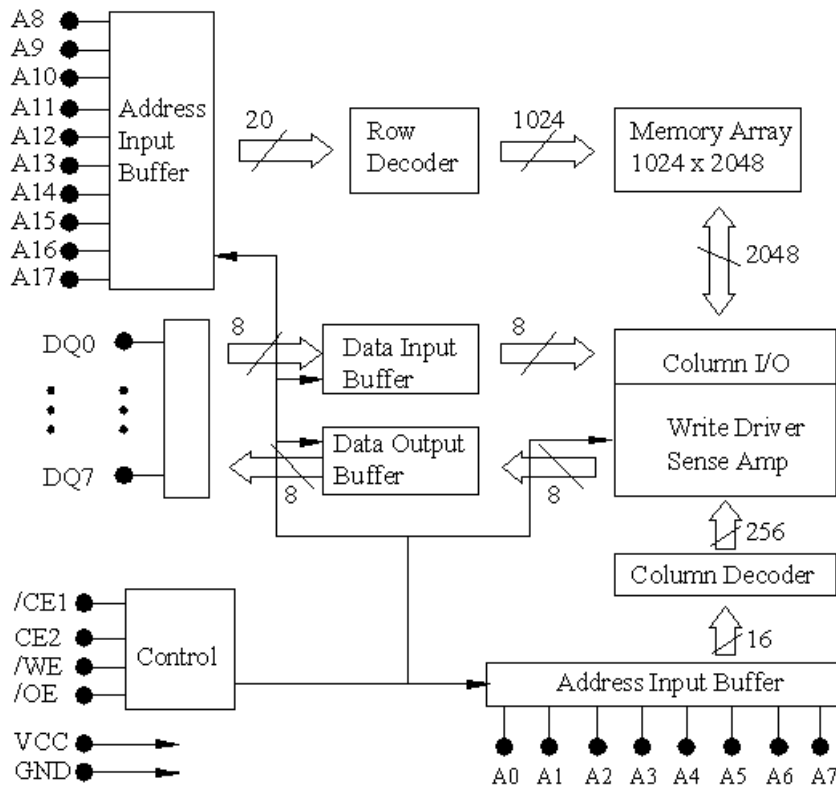 A8
A9
A10
A11
A12
A13
A14
A15
A16
A17
Address
Input
Buffer
20
Row
Decoder
1024
Memory Array
1024 x 2048
2048
DQ0
DQ7
8
Data Input
Buffer
8
Column I/O
Data Output
Buffer
8
8
Write Driver
Sense Amp
256
Column Decoder
16
/CE1
CE2
/WE
/OE
Control
Address Input Buffer
VCC
GND
A0 A1 A2 A3 A4 A5 A6 A7